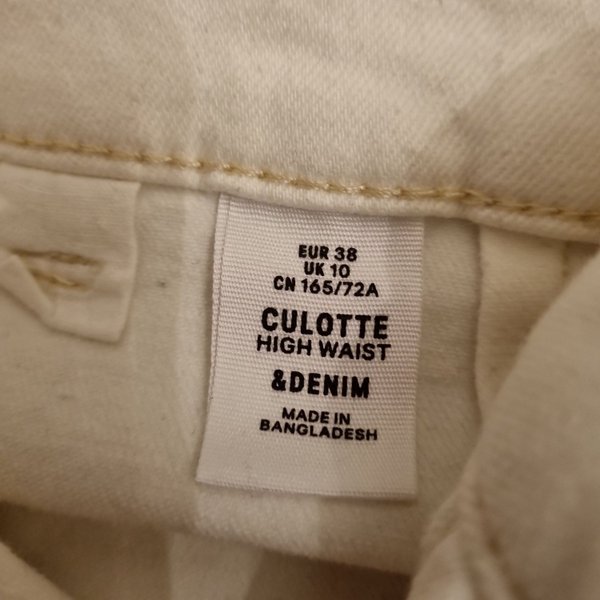 EUR 38
UK 10
CN 165/72A
CULOTTE
HIGH WAIST
&DENIM
MADE IN
BANGLADESH